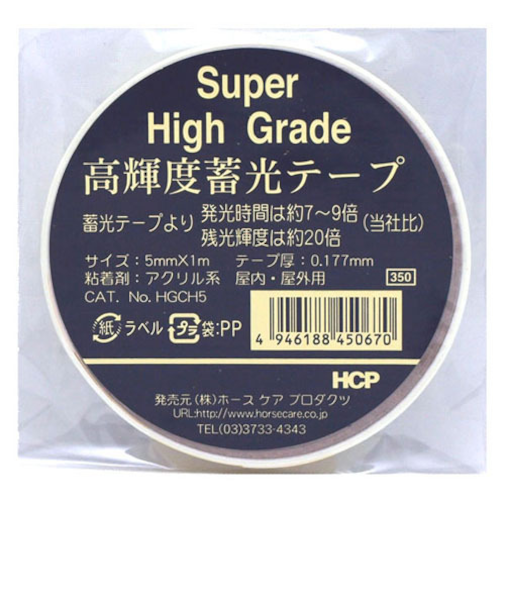 Super
High Grade
高輝度蓄光テープ
蓄光テープより 発光時間は約7〜9倍 (当社比)
残光輝度は約20倍
サイズ：5mmX1m テープ厚：0.177mm
粘着剤：アクリル系 屋内・屋外用 350
CAT. No. HGCH5
紙 ラベル プラ 袋:PP
4 946188 450670
HCP
発売元 (株)ホース ケア プロダクツ
URL:http://www.horsecare.co.jp
TEL(03)3733-4343